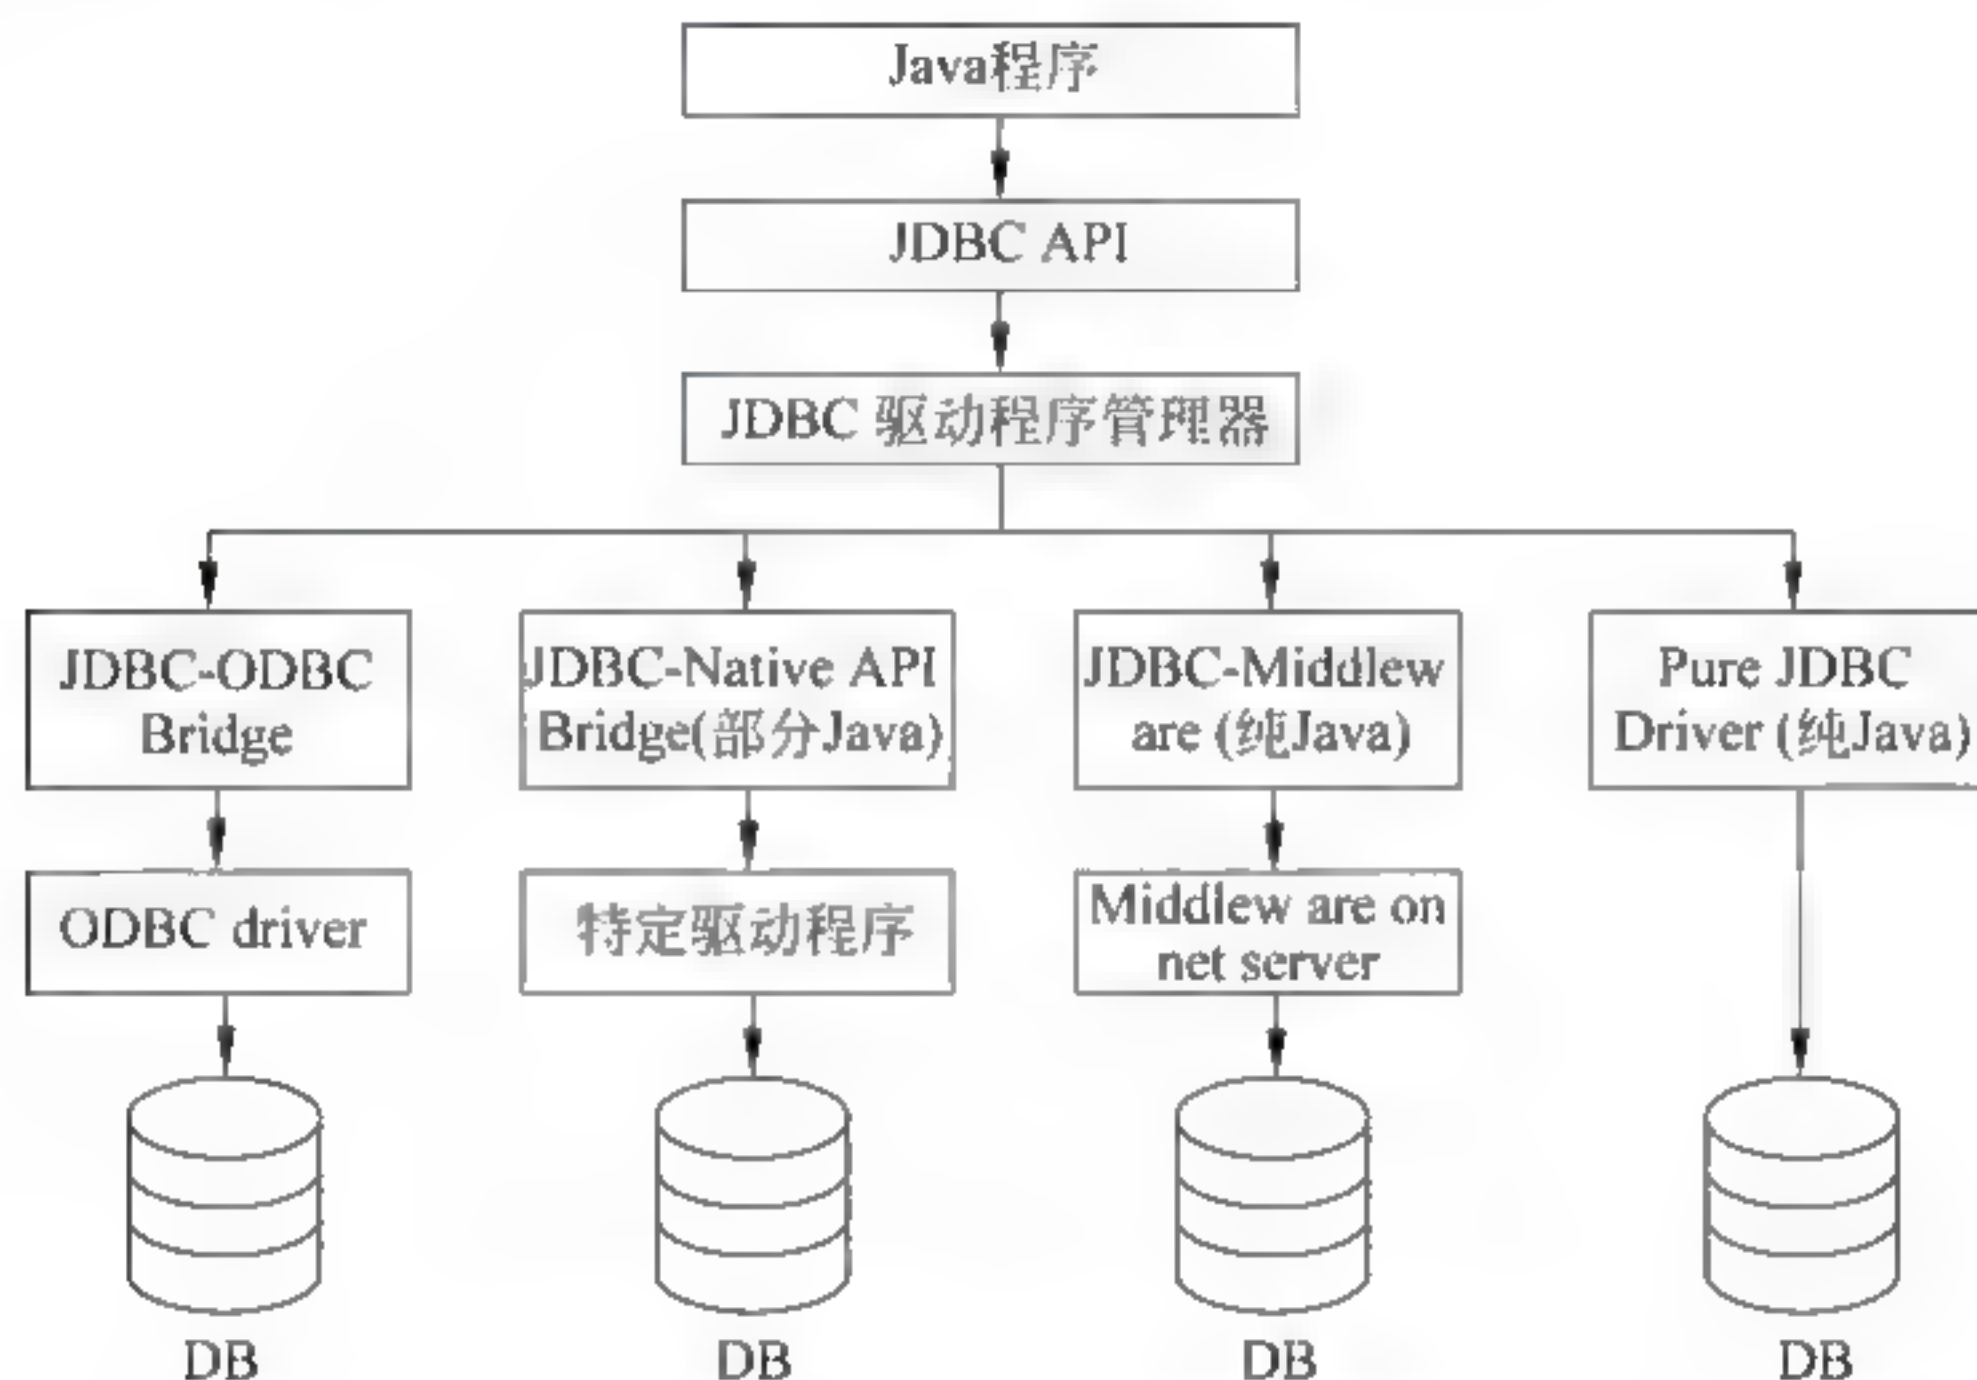 Java程序
JDBC API
JDBC 驱动程序管理器
JDBC-ODBC
Bridge
JDBC-Native API
Bridge(部分Java)
JDBC-Middlew
are (纯Java)
Pure JDBC
Driver (纯Java)
ODBC driver
特定驱动程序
Middlew are on
net server
DB
DB
DB
DB